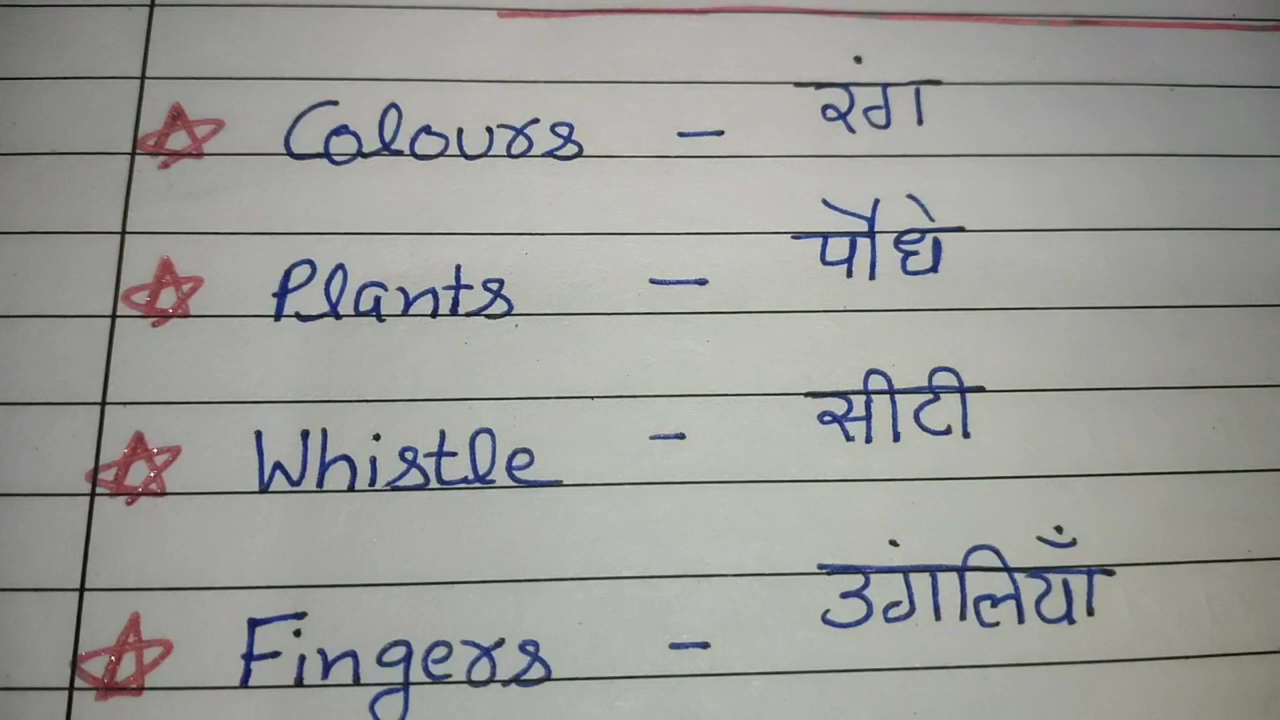 Colours - रंग
Plants - पौधे
Whistle - सीटी
Fingers - उंगलियाँ